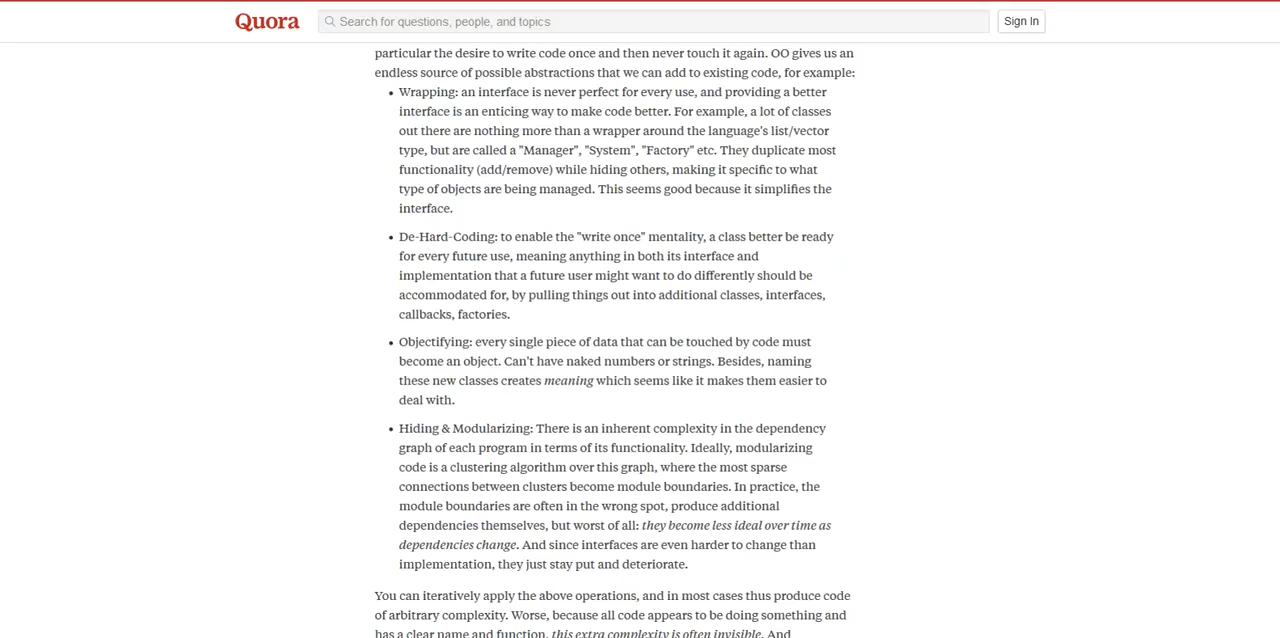 Quora
Search for questions, people, and topics
Sign In
particular the desire to write code once and then never touch it again. OO gives us an
endless source of possible abstractions that we can add to existing code, for example:
• Wrapping: an interface is never perfect for every use, and providing a better
interface is an enticing way to make code better. For example, a lot of classes
out there are nothing more than a wrapper around the language's list/vector
type, but are called a "Manager", "System", "Factory" etc. They duplicate most
functionality (add/remove) while hiding others, making it specific to what
type of objects are being managed. This seems good because it simplifies the
interface.
• De-Hard-Coding: to enable the "write once" mentality, a class better be ready
for every future use, meaning anything in both its interface and
implementation that a future user might want to do differently should be
accommodated for, by pulling things out into additional classes, interfaces,
callbacks, factories.
• Objectifying: every single piece of data that can be touched by code must
become an object. Can't have naked numbers or strings. Besides, naming
these new classes creates meaning which seems like it makes them easier to
deal with.
• Hiding & Modularizing: There is an inherent complexity in the dependency
graph of each program in terms of its functionality. Ideally, modularizing
code is a clustering algorithm over this graph, where the most sparse
connections between clusters become module boundaries. In practice, the
module boundaries are often in the wrong spot, produce additional
dependencies themselves, but worst of all: they become less ideal over time as
dependencies change. And since interfaces are even harder to change than
implementation, they just stay put and deteriorate.
You can iteratively apply the above operations, and in most cases thus produce code
of arbitrary complexity. Worse, because all code appears to be doing something and
has a clear name and function, this extra complexity is often invisible. And